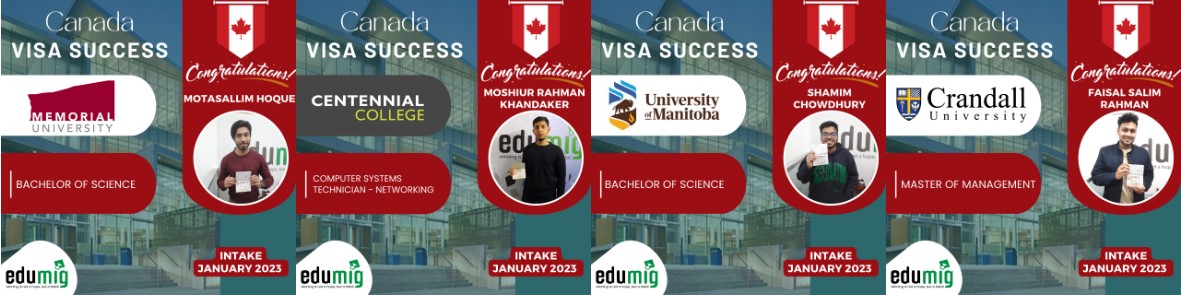 Canada
VISA SUCCESS
Congratulations!
MEMORIAL
UNIVERSITY
MOTASALLIM HOQUE
BACHELOR OF SCIENCE
INTAKE
JANUARY 2023
edumig
Canada
VISA SUCCESS
Congratulations!
CENTENNIAL
COLLEGE
MOSHIUR RAHMAN
KHANDAKER
edumig
COMPUTER SYSTEMS
TECHNICIAN - NETWORKING
INTAKE
JANUARY 2023
edumig
Canada
VISA SUCCESS
Congratulations!
University
of Manitoba
SHAMIM
CHOWDHURY
BACHELOR OF SCIENCE
INTAKE
JANUARY 2023
edumig
Canada
VISA SUCCESS
Congratulations!
Crandall
University
FAISAL SALIM
RAHMAN
MASTER OF MANAGEMENT
INTAKE
JANUARY 2023
edumig